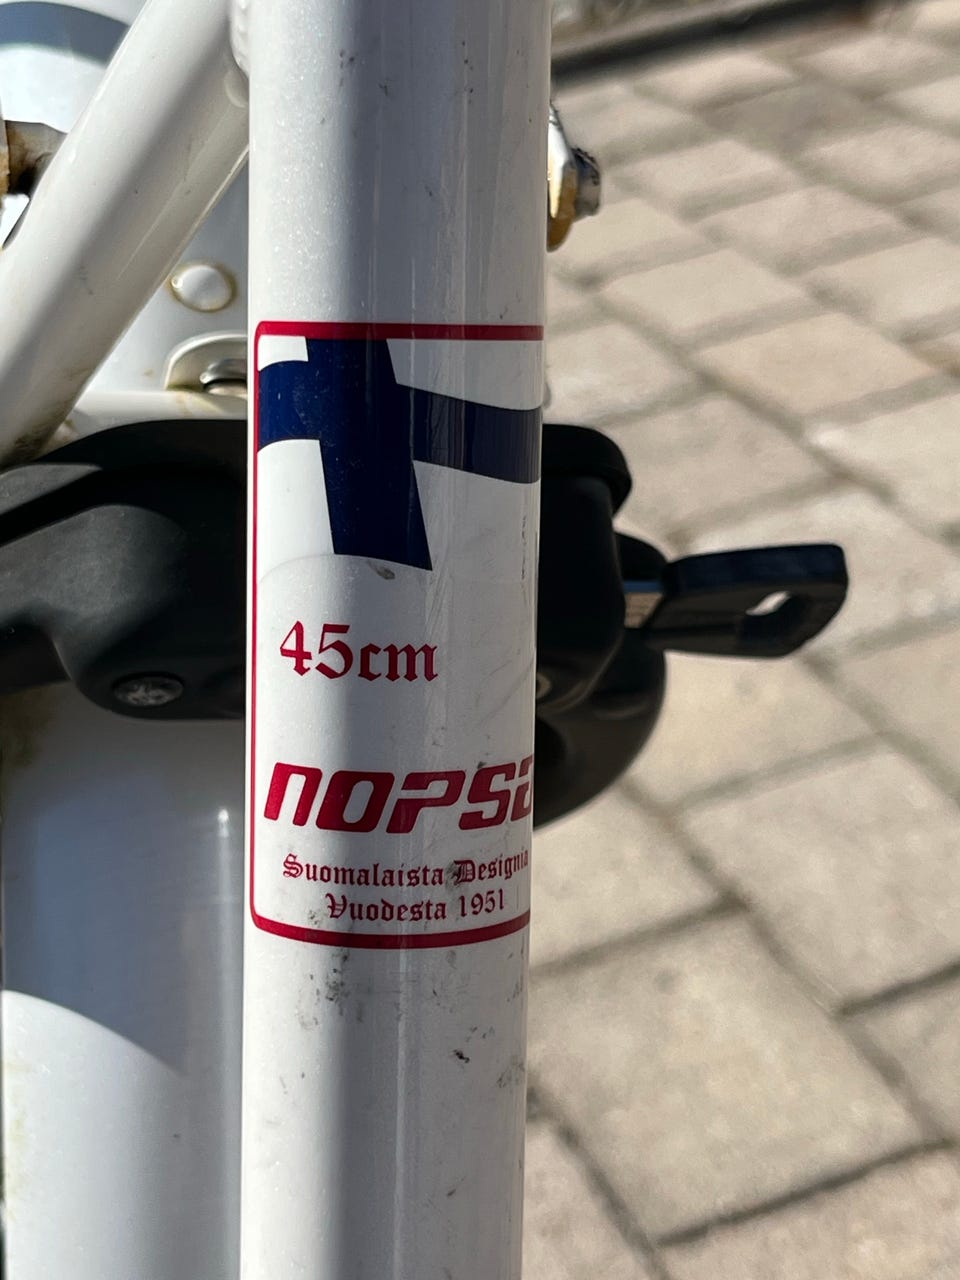 45cm
NOPSA
Suomalaista Designia
Vuodesta 1951